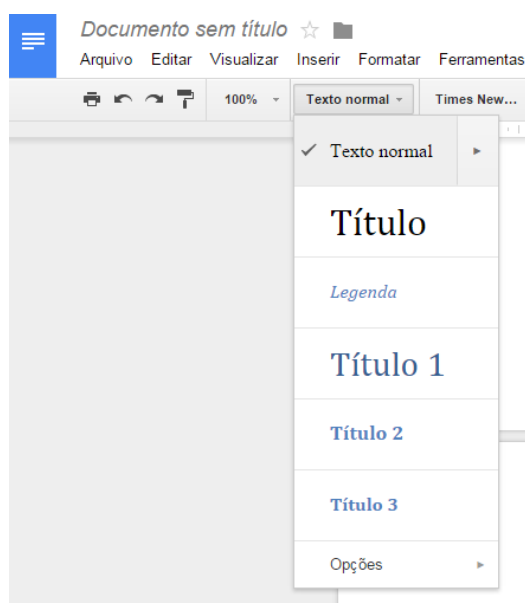 Documento sem título
Arquivo Editar Visualizar Inserir Formatar Ferramentas
100% Texto normal Times New...
Texto normal
Título
Legenda
Título 1
Título 2
Título 3
Opções